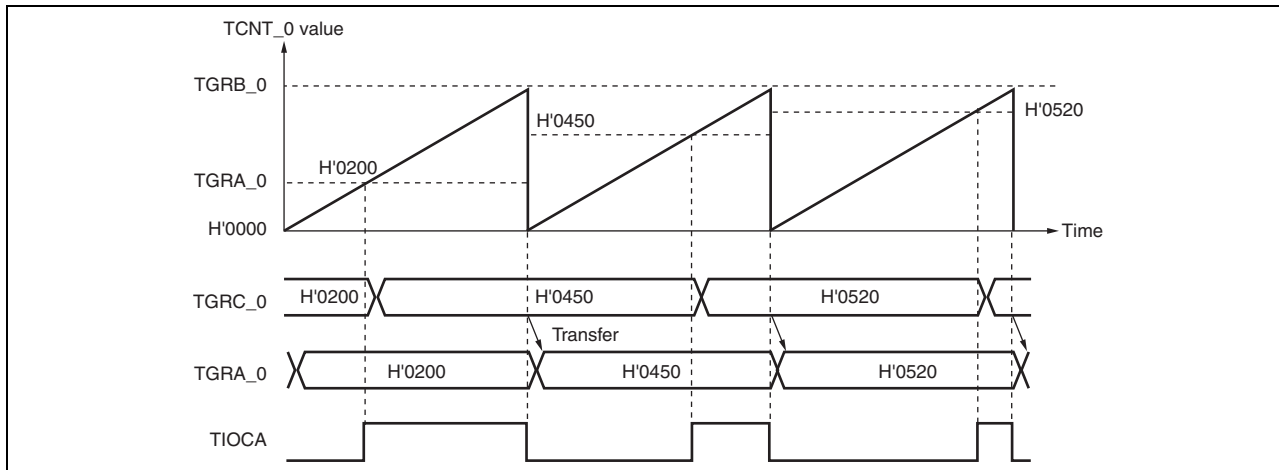 TCNT_0 value
TGRB_0
H'0520
H'0450
H'0200
TGRA_0
H'0000
Time
TGRC_0
H'0200
H'0450
H'0520
Transfer
TGRA_0
H'0200
H'0450
H'0520
TIOCA